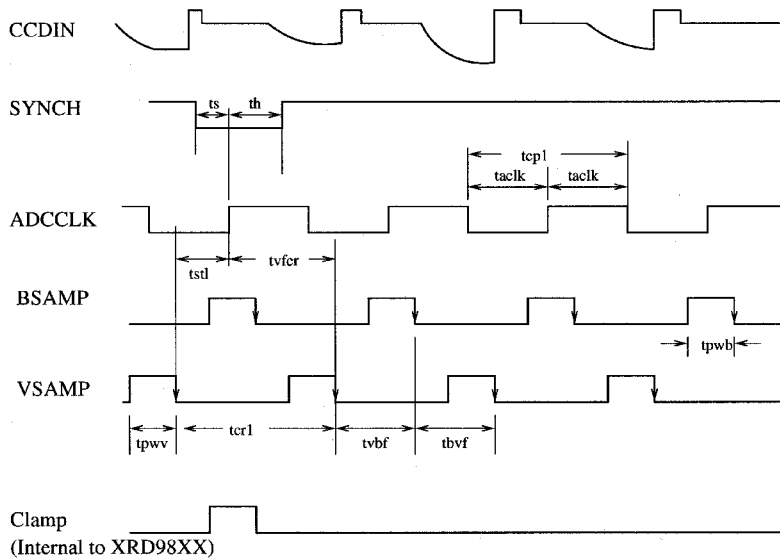 CCDIN
SYNCH
ts
th
tcp1
taclk
taclk
ADCCLK
tstl
tvfcr
BSAMP
tpwb
VSAMP
tpwv
tcr1
tvbf
tbvf
Clamp
(Internal to XRD98XX)